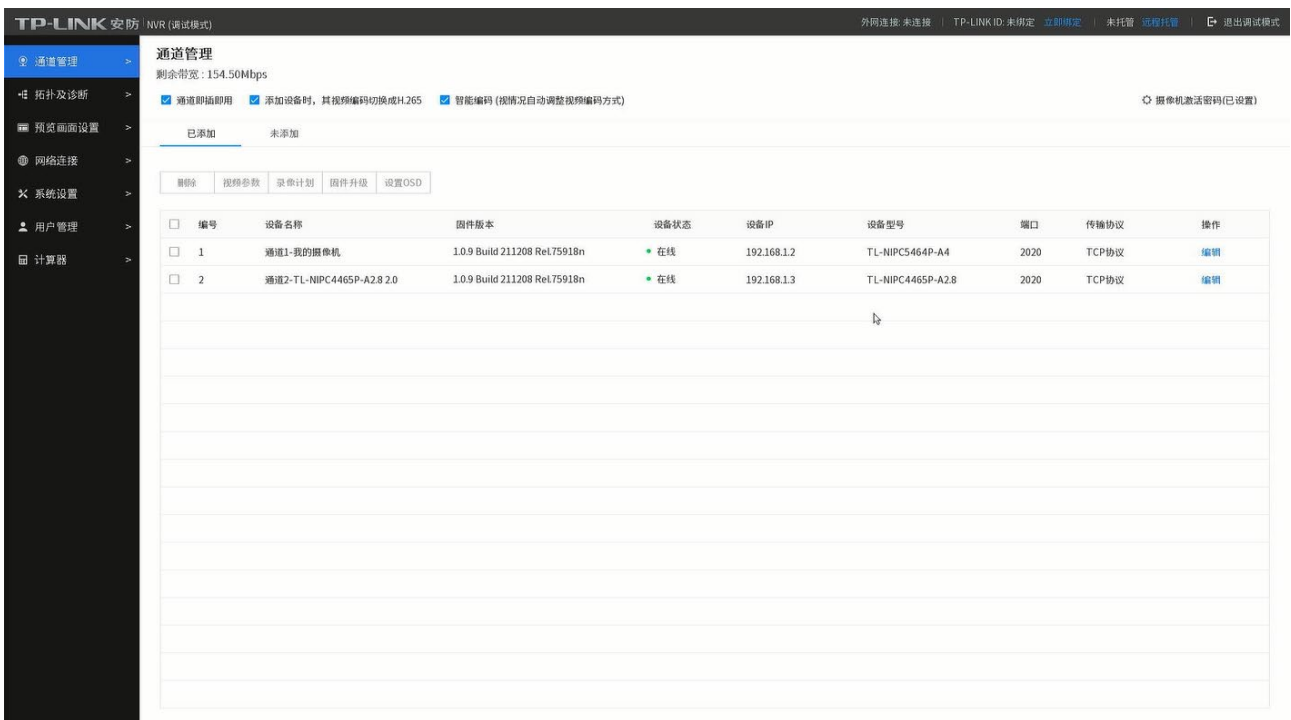 TP-LINK 安防 NVR (调试模式) 外网连接: 未连接 | TP-LINK ID: 未绑定 立即绑定 | 未托管 远程托管 | 退出调试模式
通道管理 >
拓扑及诊断 >
预览画面设置 >
网络连接 >
系统设置 >
用户管理 >
计算器 >
通道管理
剩余带宽 : 154.50Mbps
通道即插即用 添加设备时，其视频编码切换成H.265 智能编码 (视情况自动调整视频编码方式) 摄像机激活密码(已设置)
已添加 未添加
删除 视频参数 录像计划 固件升级 设置OSD
编号 设备名称 固件版本 设备状态 设备IP 设备型号 端口 传输协议 操作
1 通道1-我的摄像机 1.0.9 Build 211208 Rel.75918n 在线 192.168.1.2 TL-NIPC5464P-A4 2020 TCP协议 编辑
2 通道2-TL-NIPC4465P-A2.8 2.0 1.0.9 Build 211208 Rel.75918n 在线 192.168.1.3 TL-NIPC4465P-A2.8 2020 TCP协议 编辑